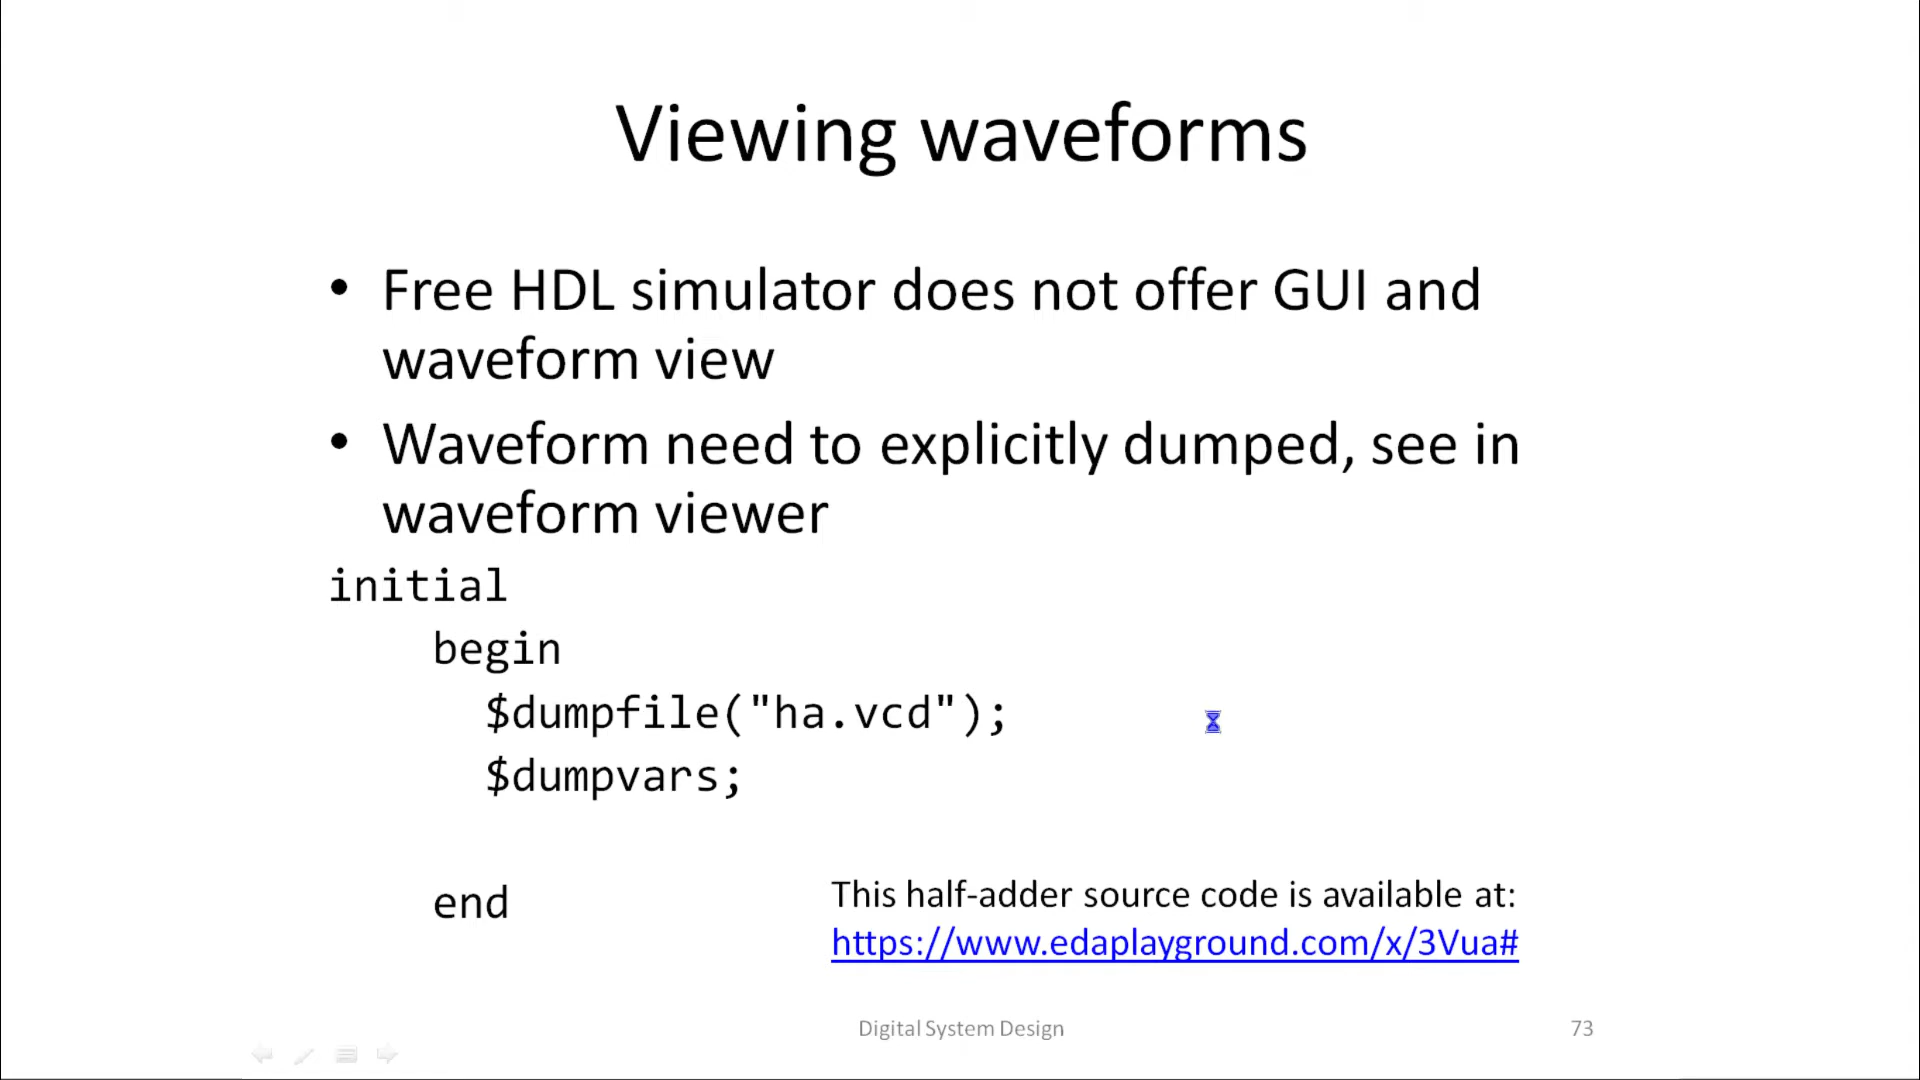 Viewing waveforms
• Free HDL simulator does not offer GUI and
waveform view
• Waveform need to explicitly dumped, see in
waveform viewer
initial
begin
$dumpfile("ha.vcd");
$dumpvars;
end
This half-adder source code is available at:
https://www.edaplayground.com/x/3Vua#
Digital System Design
73